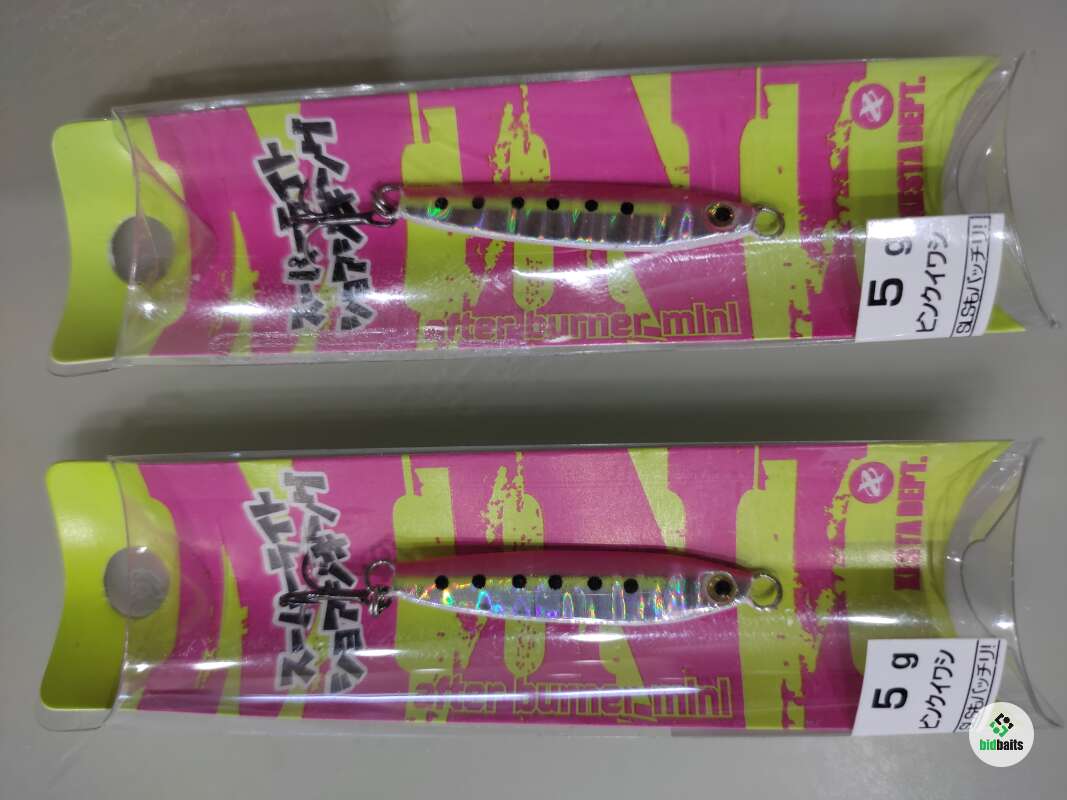 スーパーライト
ショアジギング
after burner mini
XESTA DEPT.
5 g
ピンクイワシ
SLSもバッチリ!!
スーパーライト
ショアジギング
after burner mini
XESTA DEPT.
5 g
ピンクイワシ
SLSもバッチリ!
bidbaits